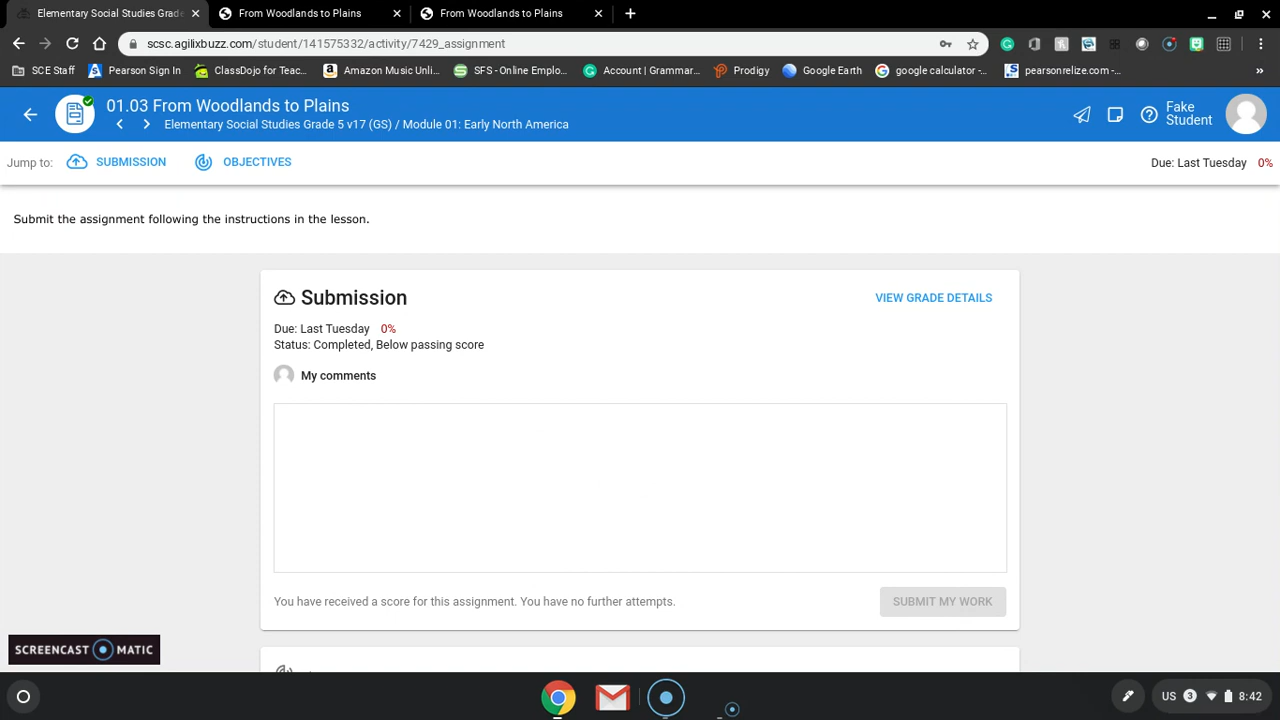 Elementary Social Studies Grade
From Woodlands to Plains
From Woodlands to Plains
scsc.agilixbuzz.com/student/141575332/activity/7429_assignment
SCE Staff
Pearson Sign In
ClassDojo for Teac...
Amazon Music Unli...
SFS - Online Emplo...
Account | Grammar...
Prodigy
Google Earth
google calculator -...
pearsonrelize.com -...
»
01.03 From Woodlands to Plains
Elementary Social Studies Grade 5 v17 (GS) / Module 01: Early North America
Fake
Student
Jump to:
SUBMISSION
OBJECTIVES
Due: Last Tuesday 0%
Submit the assignment following the instructions in the lesson.
Submission
VIEW GRADE DETAILS
Due: Last Tuesday 0%
Status: Completed, Below passing score
My comments
You have received a score for this assignment. You have no further attempts.
SUBMIT MY WORK
SCREENCAST MATIC
US 3 8:42